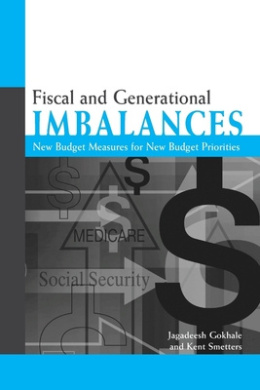 Fiscal and Generational
IMBALANCES
New Budget Measures for New Budget Priorities
$
$
$
MEDICARE
$
Social Security
$
Jagadeesh Gokhale
and Kent Smetters